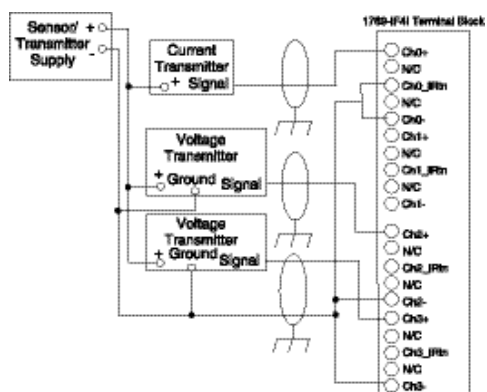 1769-IF4I Terminal Block
Sensor/
Transmitter
Supply
+
-
Current
Transmitter
+ Signal
Voltage
Transmitter
+ Ground Signal
Voltage
Transmitter
+ Ground Signal
Ch0+
N/C
Ch0_iRtn
N/C
Ch0-
Ch1+
N/C
Ch1_iRtn
N/C
Ch1-
Ch2+
N/C
Ch2_iRtn
N/C
Ch2-
Ch3+
N/C
Ch3_iRtn
N/C
Ch3-